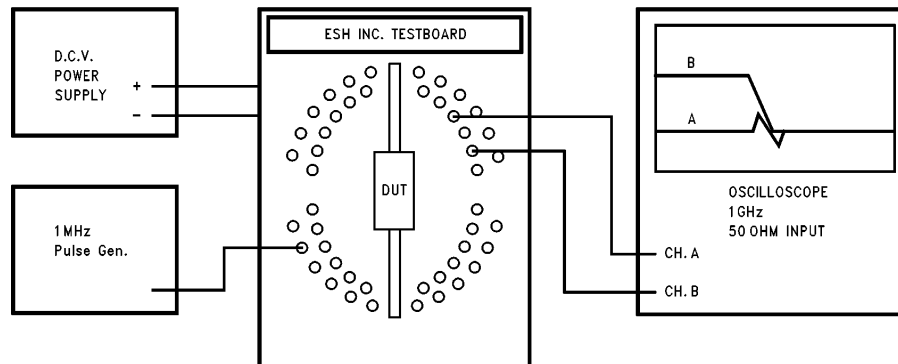 D.C.V.
POWER
SUPPLY
+
−
1MHz
Pulse Gen.
ESH INC. TESTBOARD
DUT
B
A
OSCILLOSCOPE
1GHz
50 OHM INPUT
CH. A
CH. B